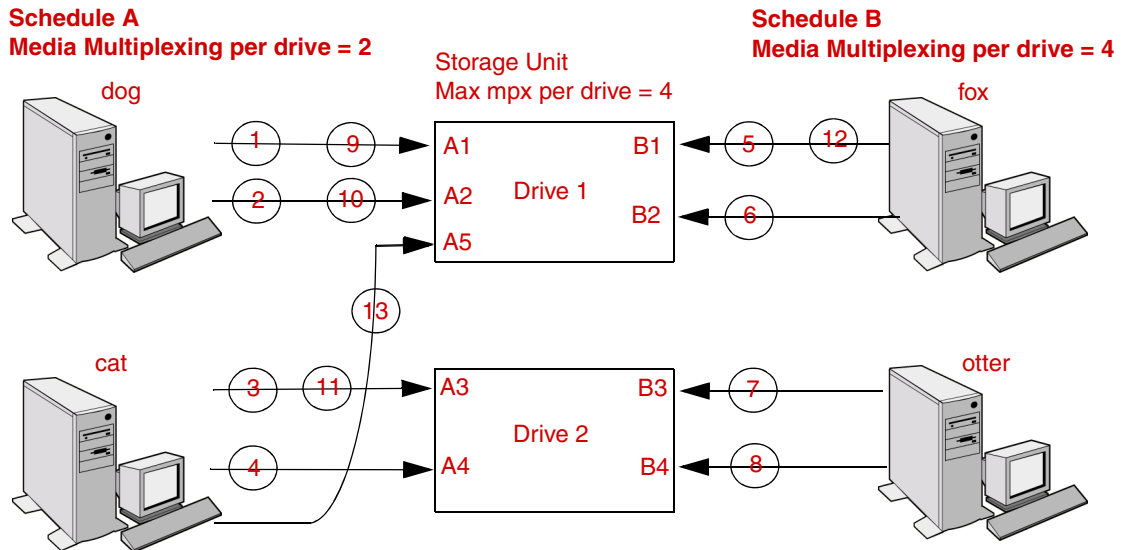 Schedule A
Media Multiplexing per drive = 2
Schedule B
Media Multiplexing per drive = 4
Storage Unit
Max mpx per drive = 4
dog
fox
1
9
A1
B1
5
12
2
10
A2
Drive 1
B2
6
A5
13
cat
otter
3
11
A3
B3
7
Drive 2
4
A4
B4
8